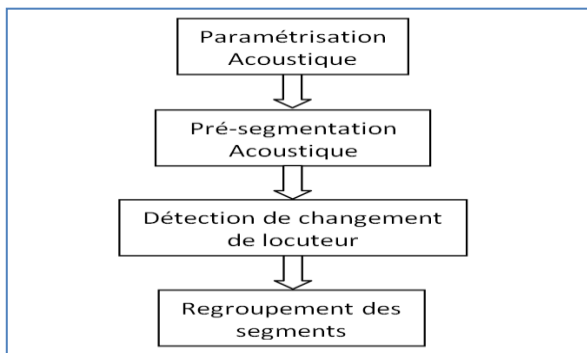 Paramétrisation
Acoustique
Pré-segmentation
Acoustique
Détection de changement
de locuteur
Regroupement des
segments